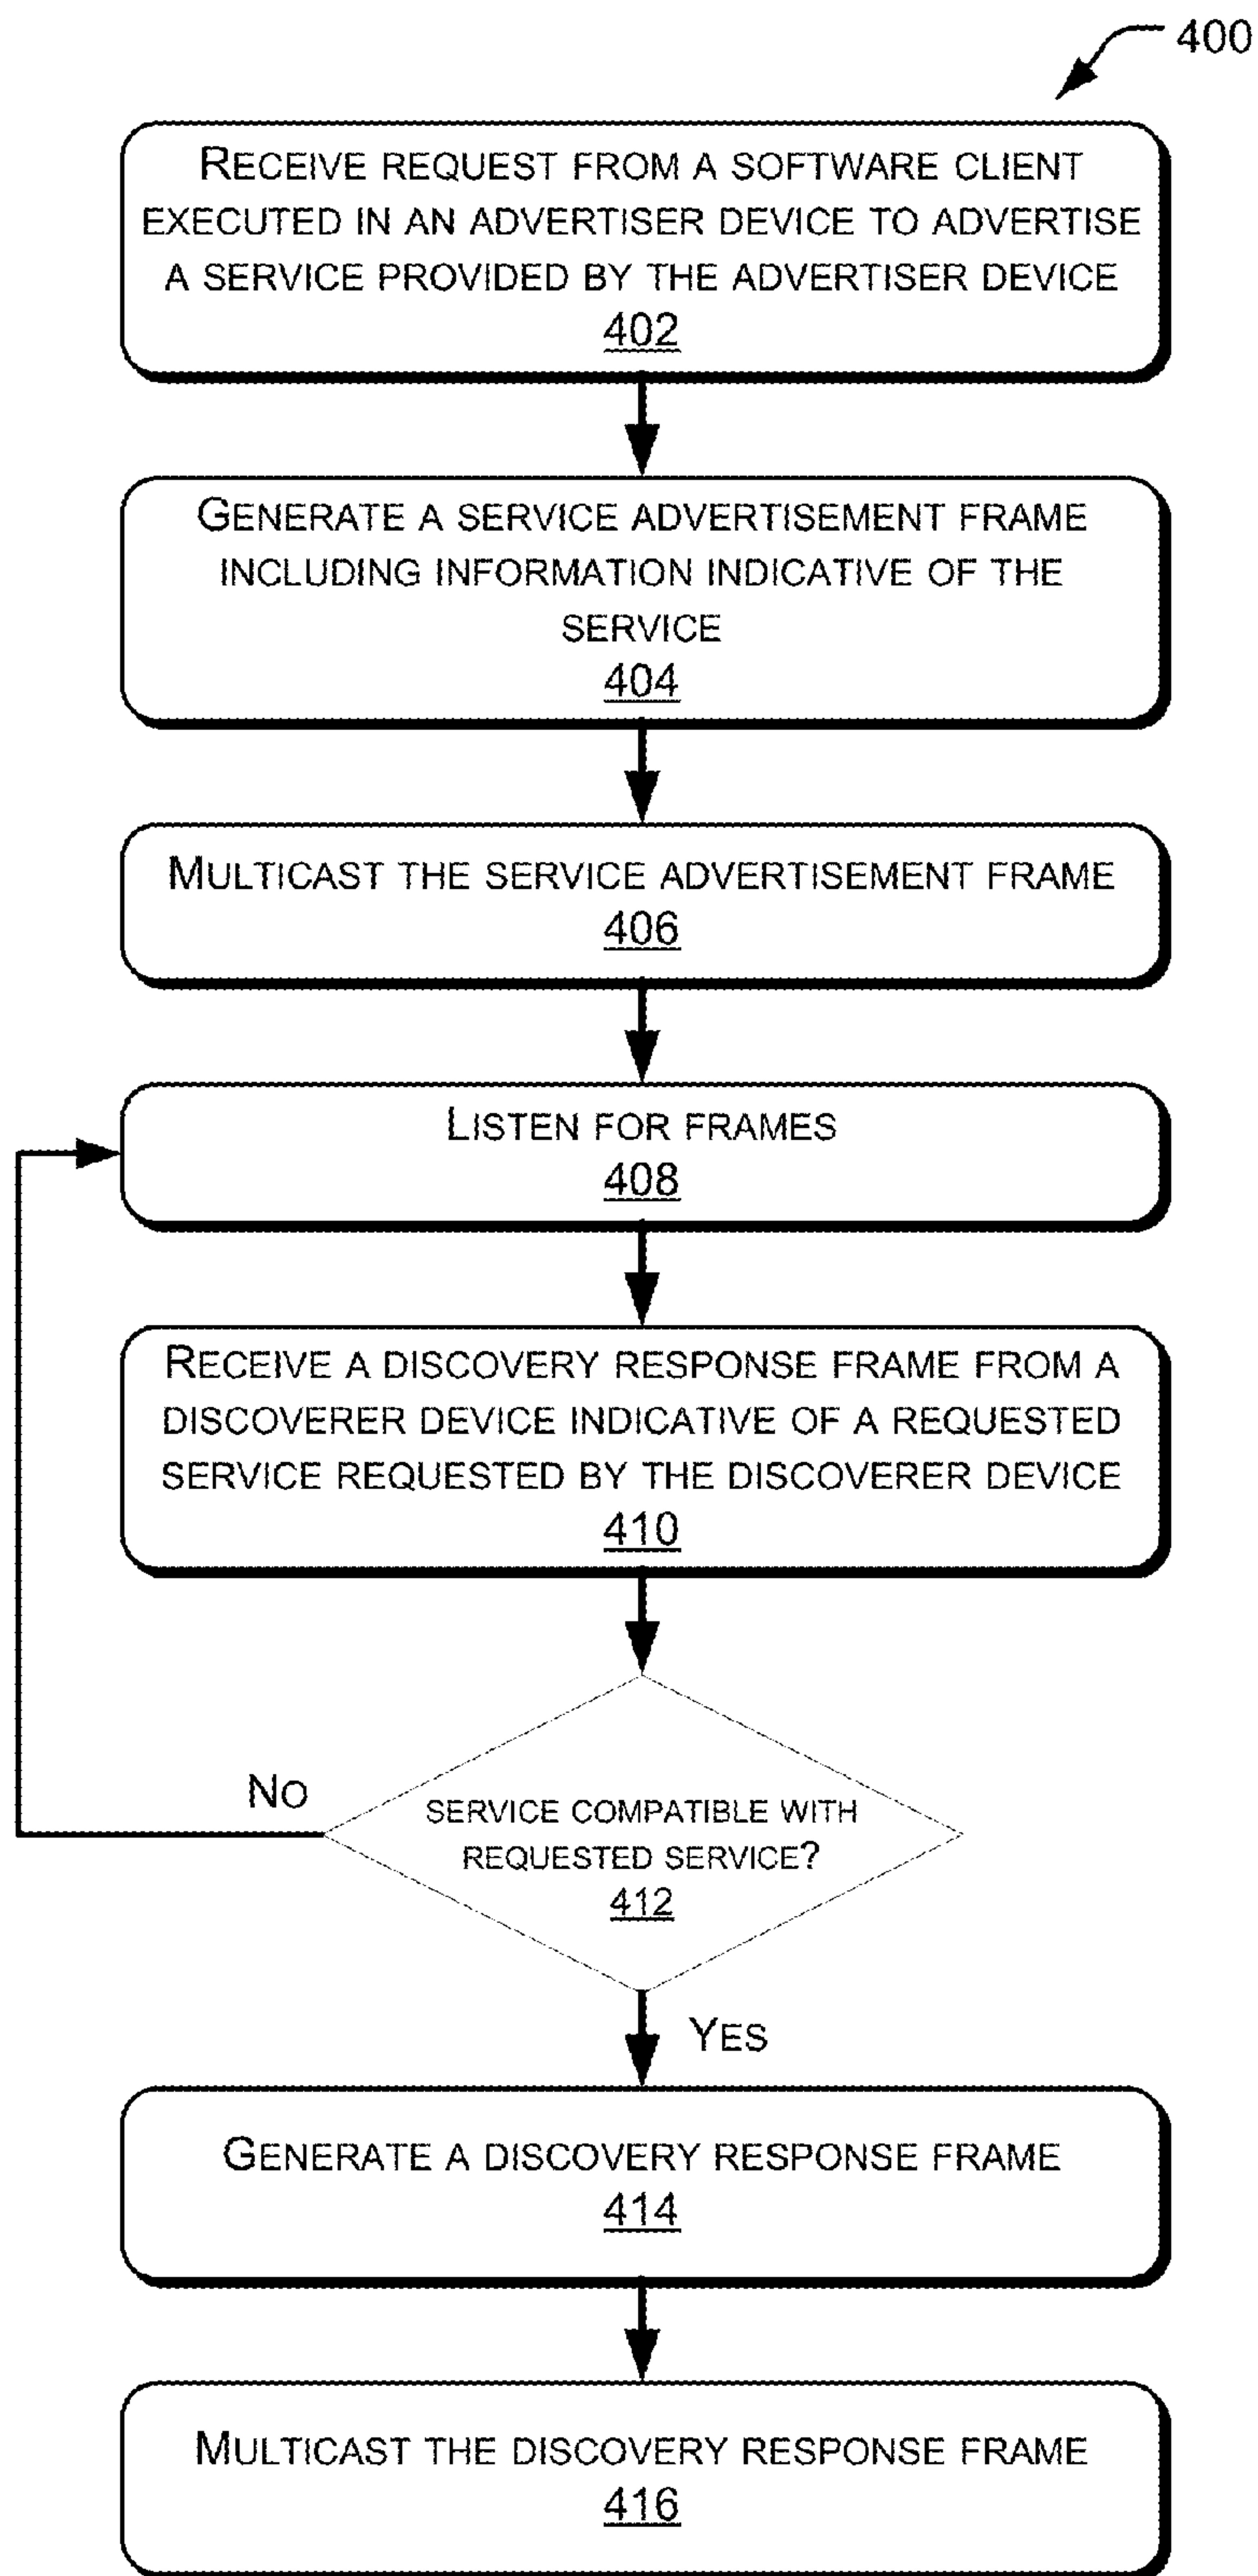 400
RECEIVE REQUEST FROM A SOFTWARE CLIENT
EXECUTED IN AN ADVERTISER DEVICE TO ADVERTISE
A SERVICE PROVIDED BY THE ADVERTISER DEVICE
402
GENERATE A SERVICE ADVERTISEMENT FRAME
INCLUDING INFORMATION INDICATIVE OF THE
SERVICE
404
MULTICAST THE SERVICE ADVERTISEMENT FRAME
406
LISTEN FOR FRAMES
408
RECEIVE A DISCOVERY RESPONSE FRAME FROM A
DISCOVERER DEVICE INDICATIVE OF A REQUESTED
SERVICE REQUESTED BY THE DISCOVERER DEVICE
410
NO
SERVICE COMPATIBLE WITH
REQUESTED SERVICE?
412
YES
GENERATE A DISCOVERY RESPONSE FRAME
414
MULTICAST THE DISCOVERY RESPONSE FRAME
416